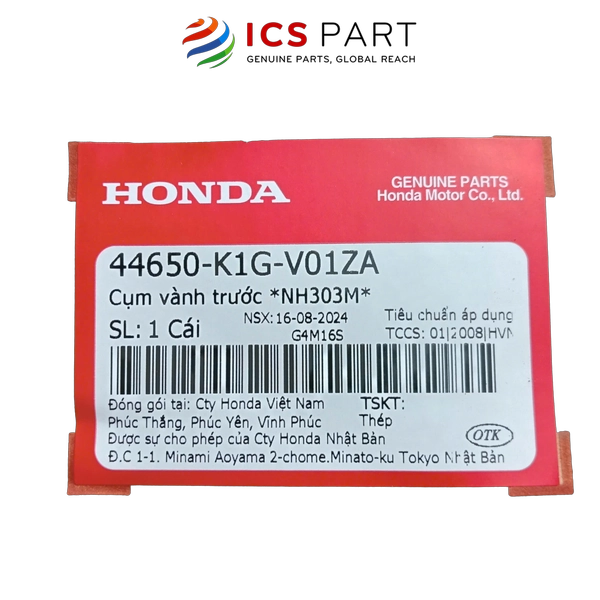 ICS PART
GENUINE PARTS, GLOBAL REACH
HONDA
GENUINE PARTS
Honda Motor Co., Ltd.
44650-K1G-V01ZA
Cụm vành trước *NH303M*
SL: 1 Cái
NSX: 16-08-2024
G4M16S
Tiêu chuẩn áp dụng
TCCS: 01|2008|HVN
Đóng gói tại: Cty Honda Việt Nam
TSKT:
Phúc Thắng, Phúc Yên, Vĩnh Phúc
Thép
Được sự cho phép của Cty Honda Nhật Bản
OTK
Đ.C 1-1. Minami Aoyama 2-chome.Minato-ku Tokyo Nhật Bản